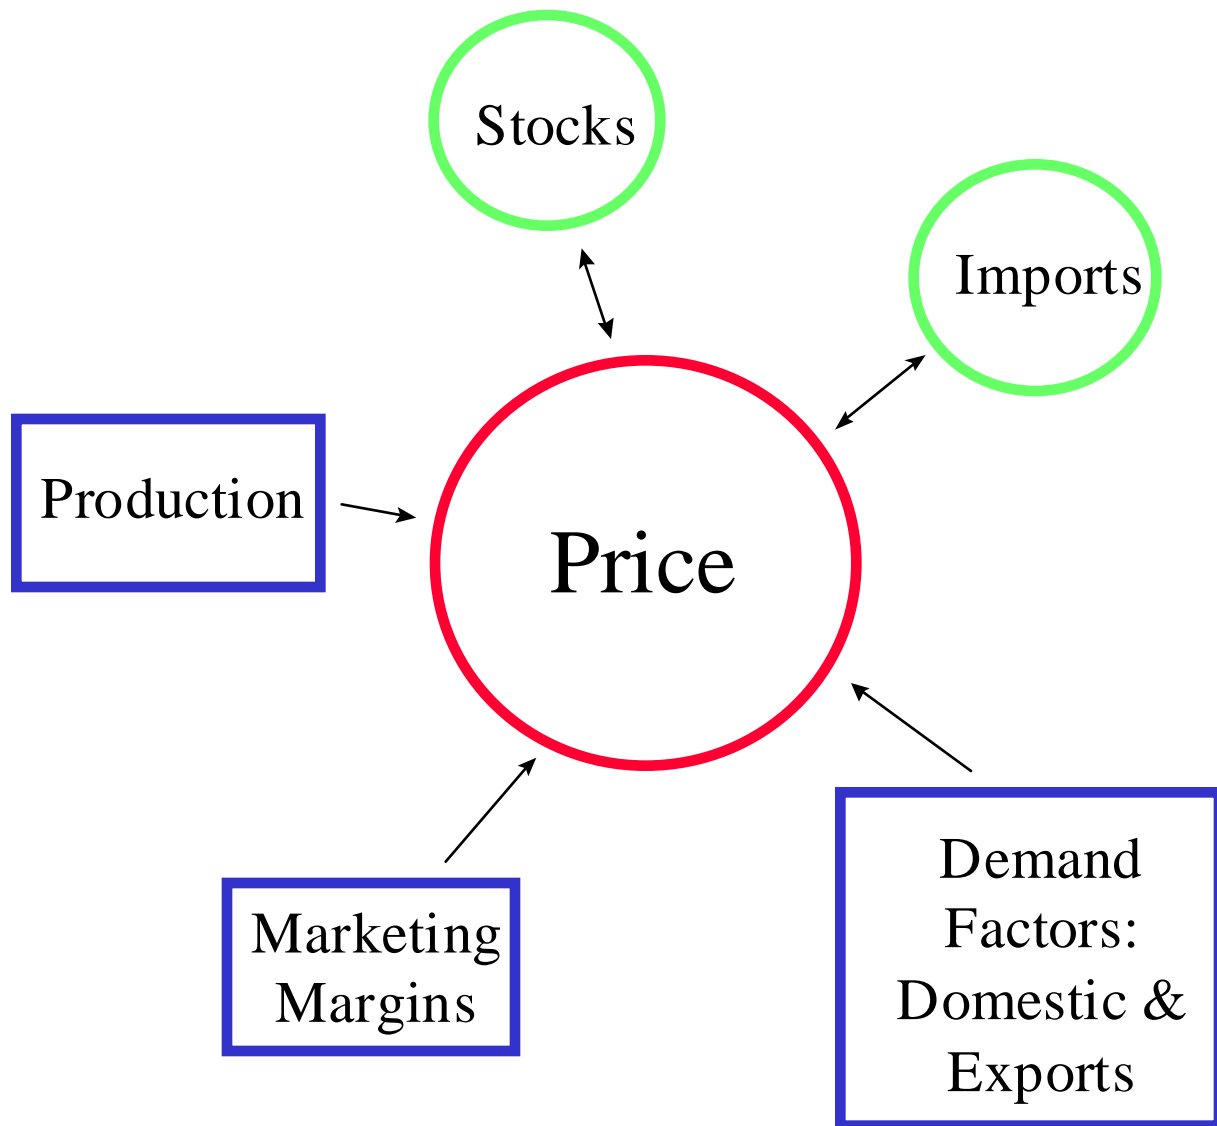 Stocks
Imports
Production
Price
Marketing
Margins
Demand
Factors:
Domestic &
Exports